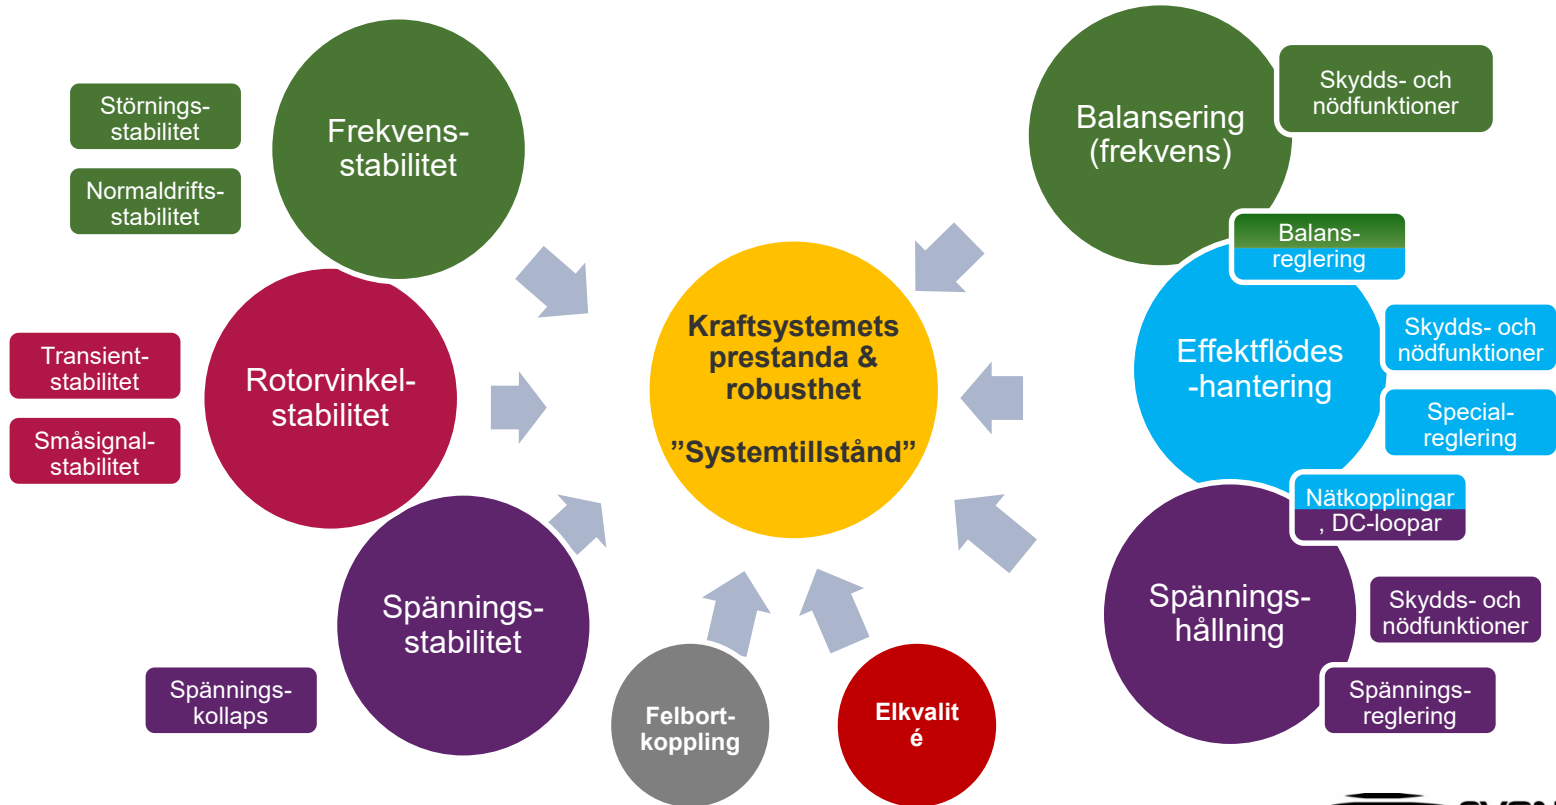 Störnings-
stabilitet
Normaldrifts-
stabilitet
Frekvens-
stabilitet
Transient-
stabilitet
Småsignal-
stabilitet
Rotorvinkel-
stabilitet
Spännings-
kollaps
Spännings-
stabilitet
Kraftsystemets
prestanda &
robusthet
”Systemtillstånd”
Felbort-
koppling
Elkvalit
é
Balansering
(frekvens)
Skydds- och
nödfunktioner
Balans-
reglering
Effektflödes
-hantering
Skydds- och
nödfunktioner
Special-
reglering
Nätkopplingar
, DC-loopar
Spännings-
hållning
Skydds- och
nödfunktioner
Spännings-
reglering